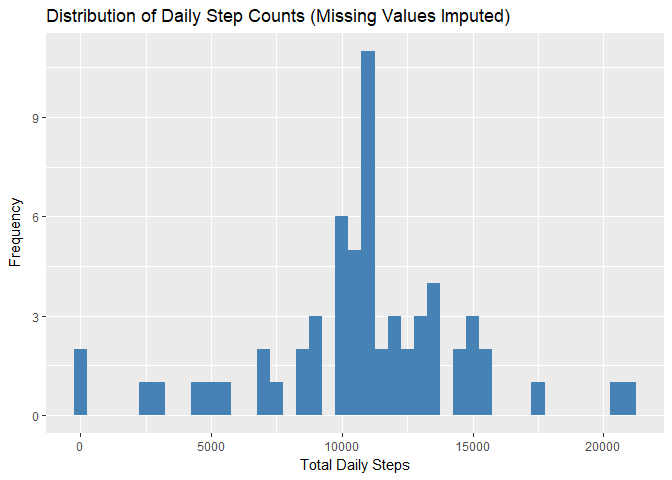 Distribution of Daily Step Counts (Missing Values Imputed)
Frequency
9
6
3
0
0 5000 10000 15000 20000
Total Daily Steps